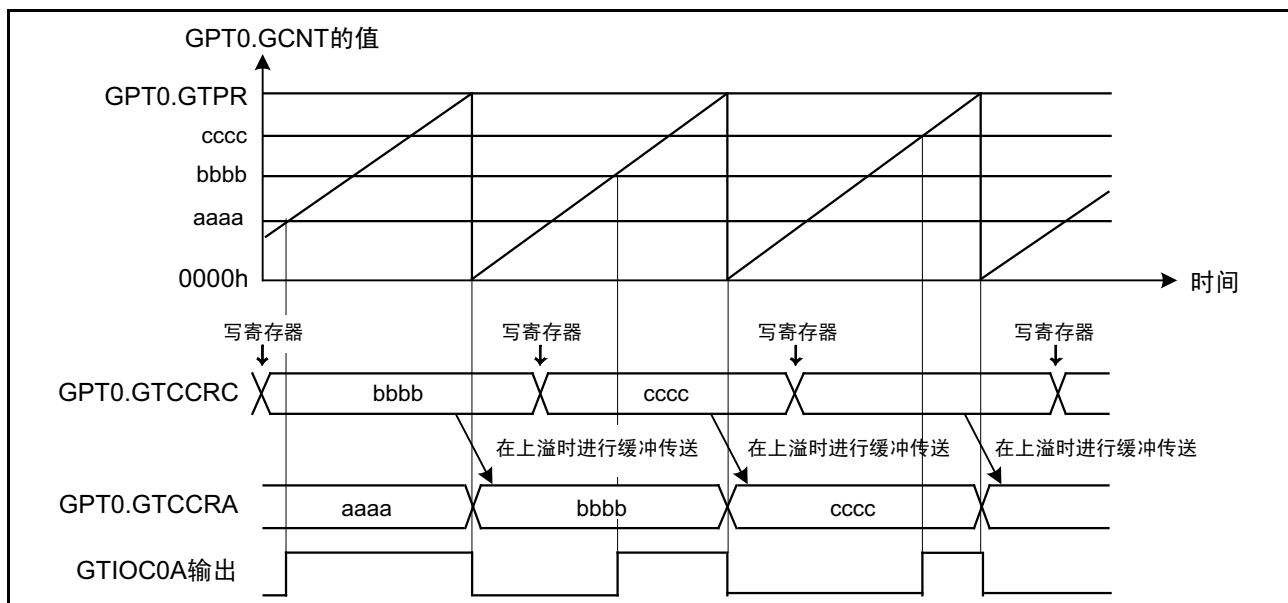 GPT0.GCNT的值
GPT0.GTPR
cccc
bbbb
aaaa
0000h
时间
写寄存器 写寄存器 写寄存器 写寄存器
GPT0.GTCCRC bbbb cccc
在上溢时进行缓冲传送 在上溢时进行缓冲传送 在上溢时进行缓冲传送
GPT0.GTCCRA aaaa bbbb cccc
GTIOC0A输出